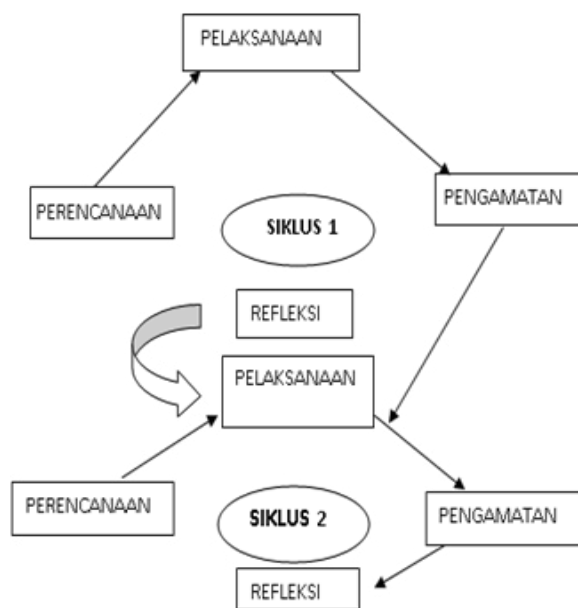 PELAKSANAAN
PERENCANAAN
PENGAMATAN
SIKLUS 1
REFLEKSI
PELAKSANAAN
PERENCANAAN
SIKLUS 2
PENGAMATAN
REFLEKSI